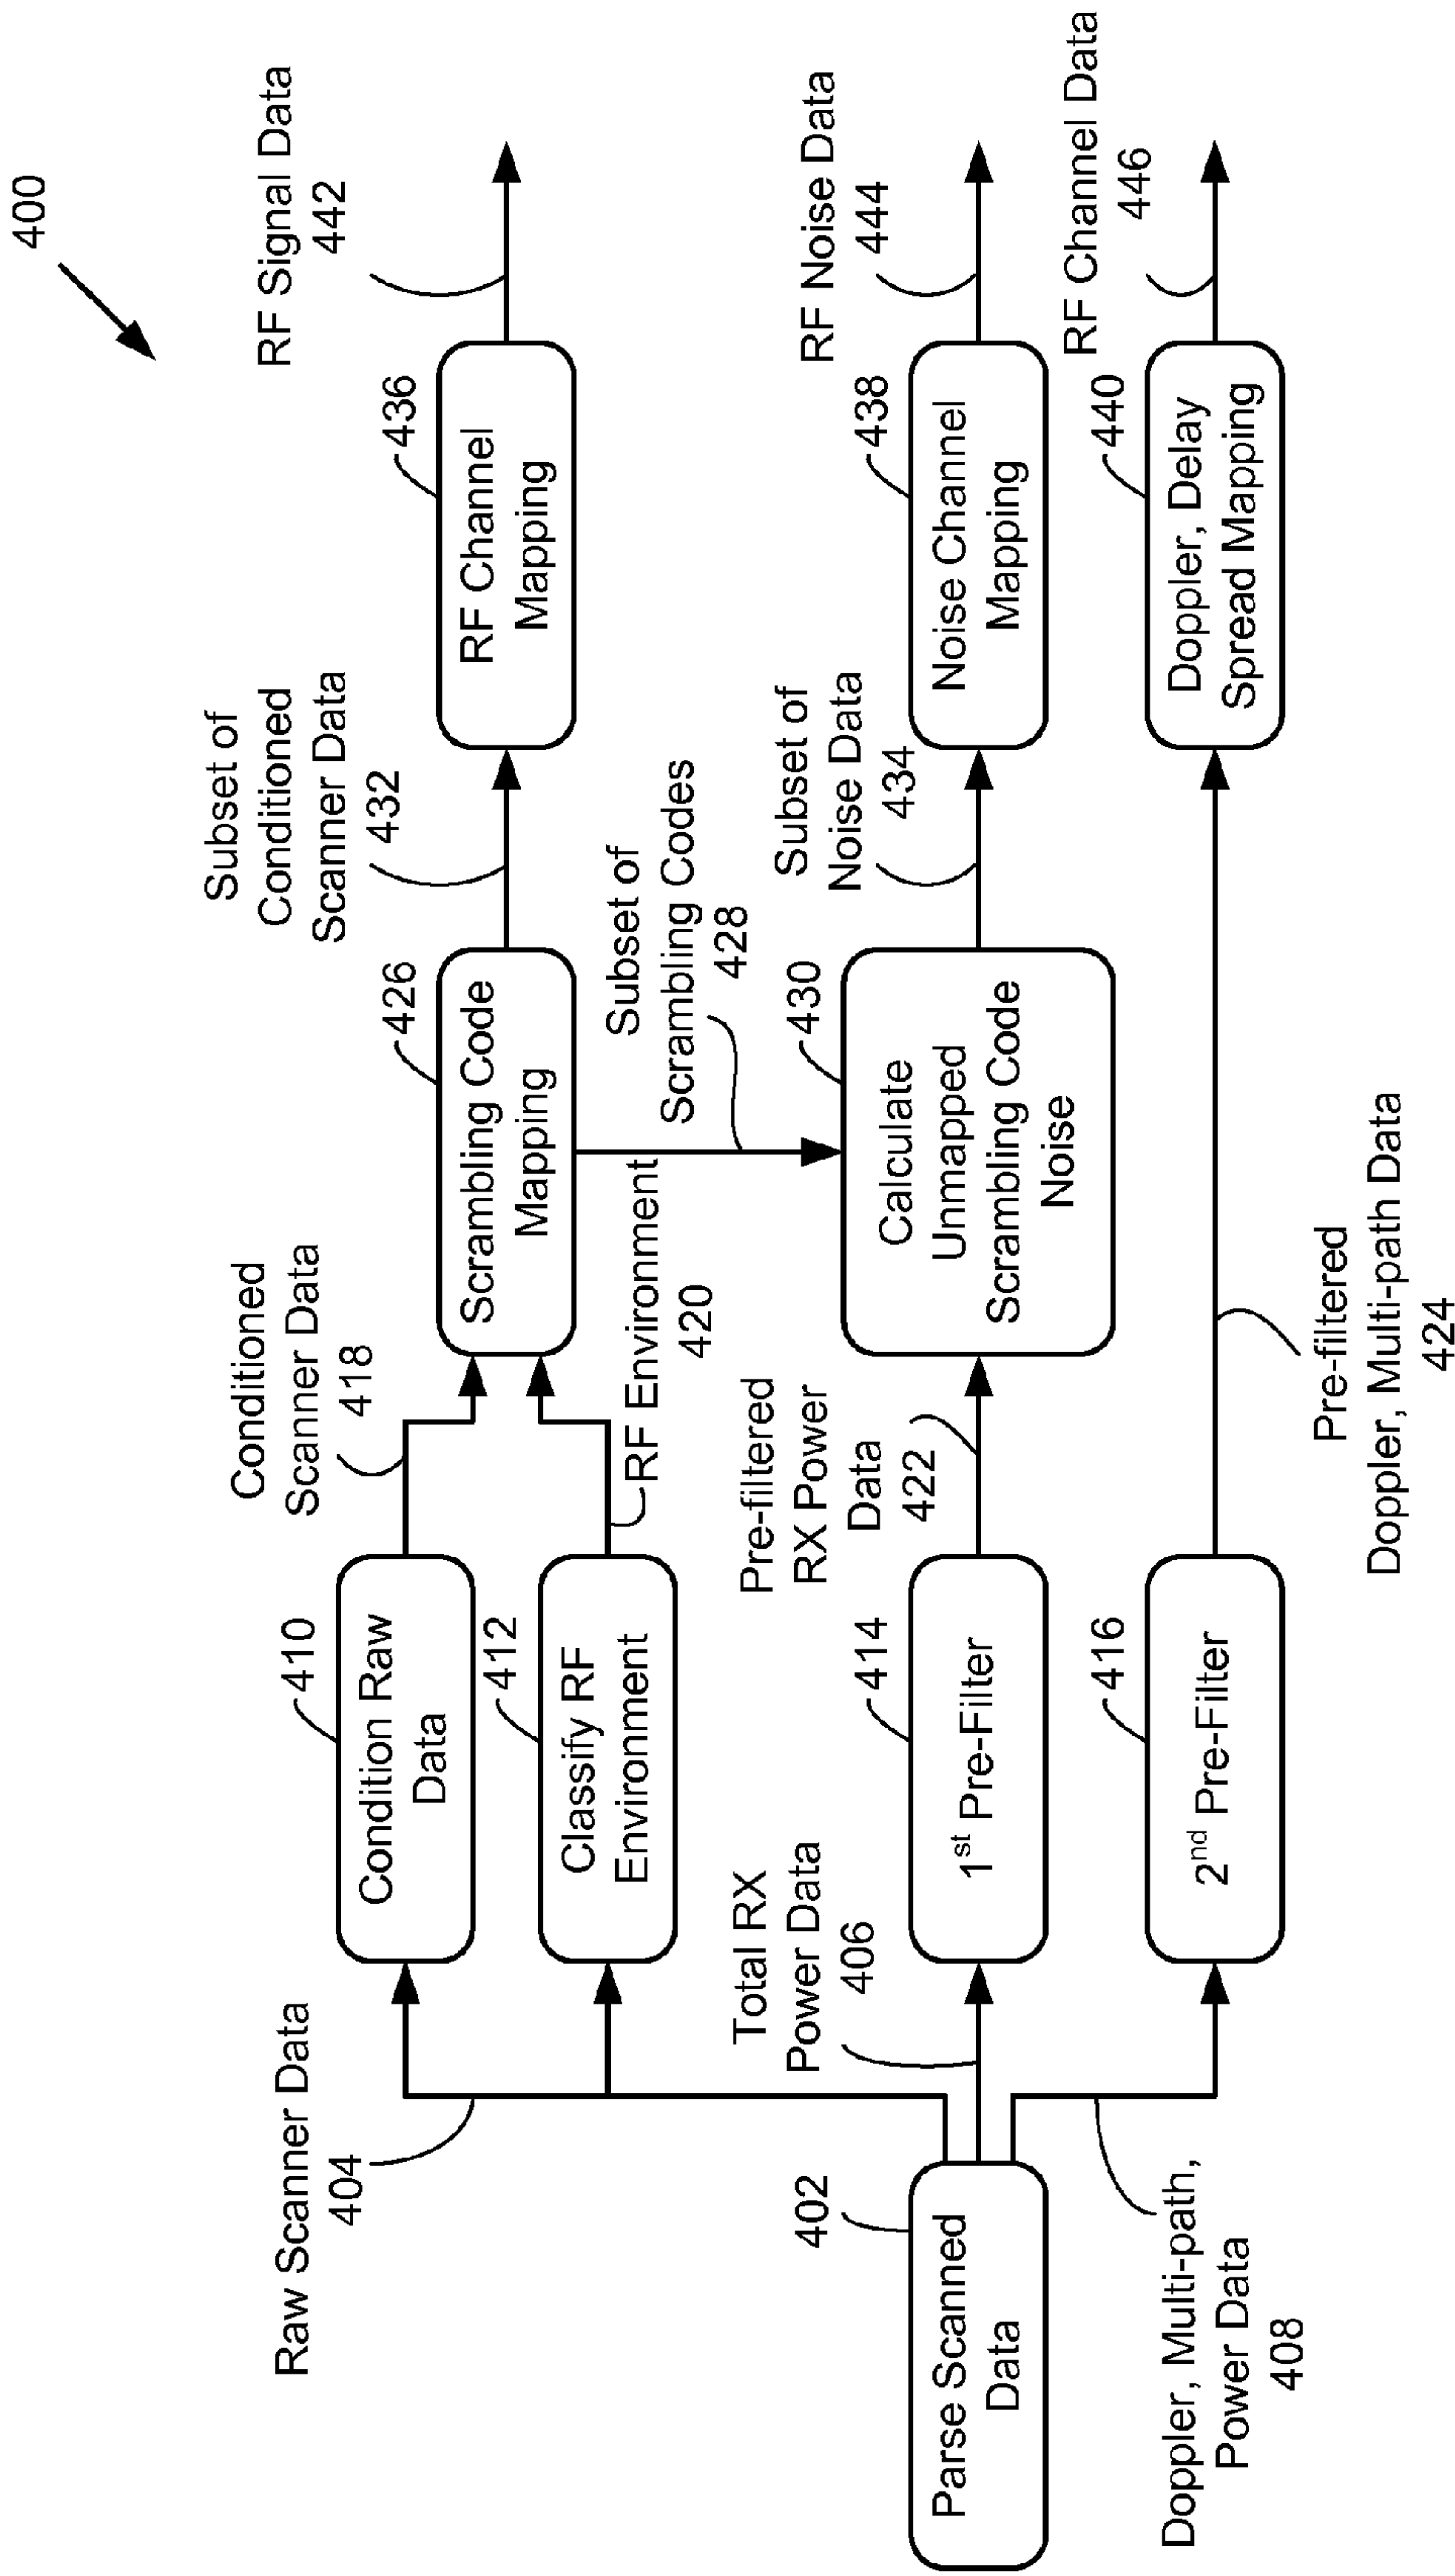 400
Raw Scanner Data
404
410
Condition Raw
Data
Conditioned
Scanner Data
418
412
Classify RF
Environment
RF Environment
420
426
Scrambling Code
Mapping
Subset of
Conditioned
Scanner Data
432
436
RF Channel
Mapping
RF Signal Data
442
Subset of
Scrambling Codes
428
402
Parse Scanned
Data
Total RX
Power Data
406
414
1st Pre-Filter
Pre-filtered
RX Power
Data
422
430
Calculate
Unmapped
Scrambling Code
Noise
Subset of
Noise Data
434
438
Noise Channel
Mapping
RF Noise Data
444
Doppler, Multi-path,
Power Data
408
416
2nd Pre-Filter
Pre-filtered
Doppler, Multi-path Data
424
440
Doppler, Delay
Spread Mapping
RF Channel Data
446